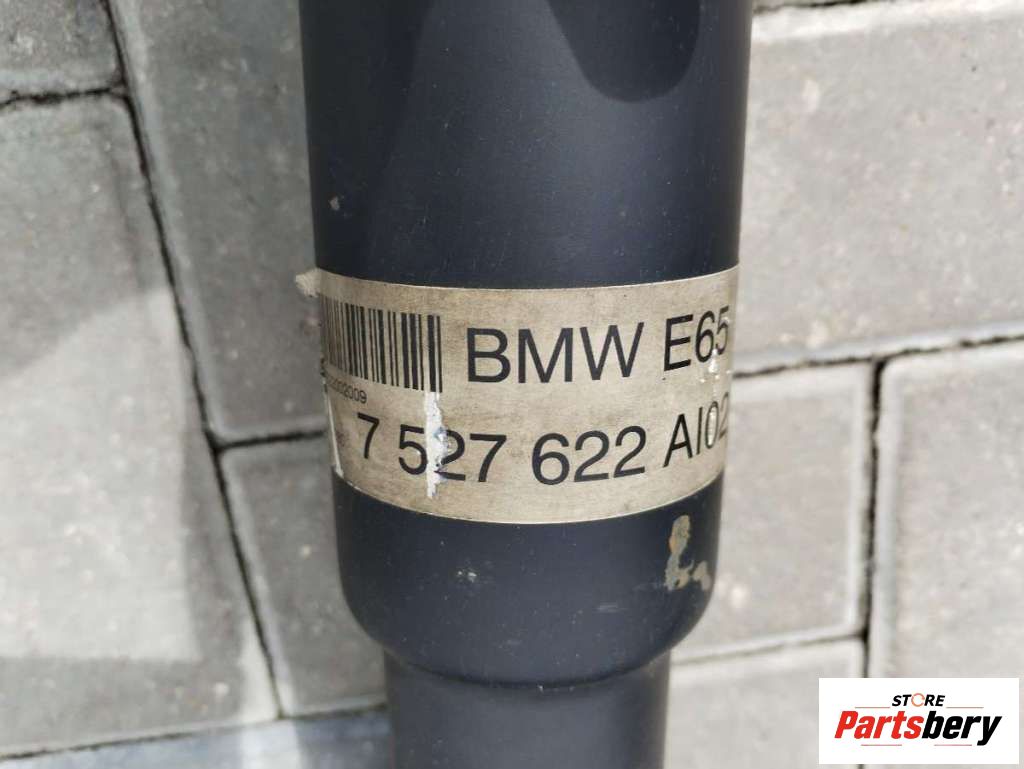 BMW E65
7 527 622 AI02
STORE
Partsbery